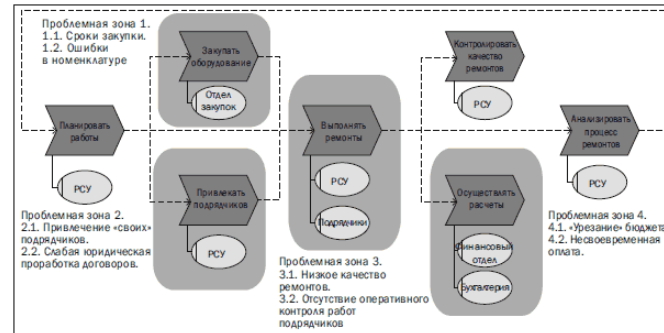 Проблемная зона 1.
1.1. Сроки закупки.
1.2. Ошибки
в номенклатуре
Закупать
оборудование
Отдел
закупок
Контролировать
качество
ремонтов
РСУ
Планировать
работы
РСУ
Выполнять
ремонты
РСУ
Подрядчики
Анализировать
процесс
ремонтов
РСУ
Привлекать
подрядчиков
РСУ
Осуществлять
расчеты
Финансовый
отдел
Бухгалтерия
Проблемная зона 2.
2.1. Привлечение «своих»
подрядчиков.
2.2. Слабая юридическая
проработка договоров.
Проблемная зона 3.
3.1. Низкое качество
ремонтов.
3.2. Отсутствие оперативного
контроля работ
подрядчиков
Проблемная зона 4.
4.1. «Урезание» бюджета
4.2. Несвоевременная
оплата.